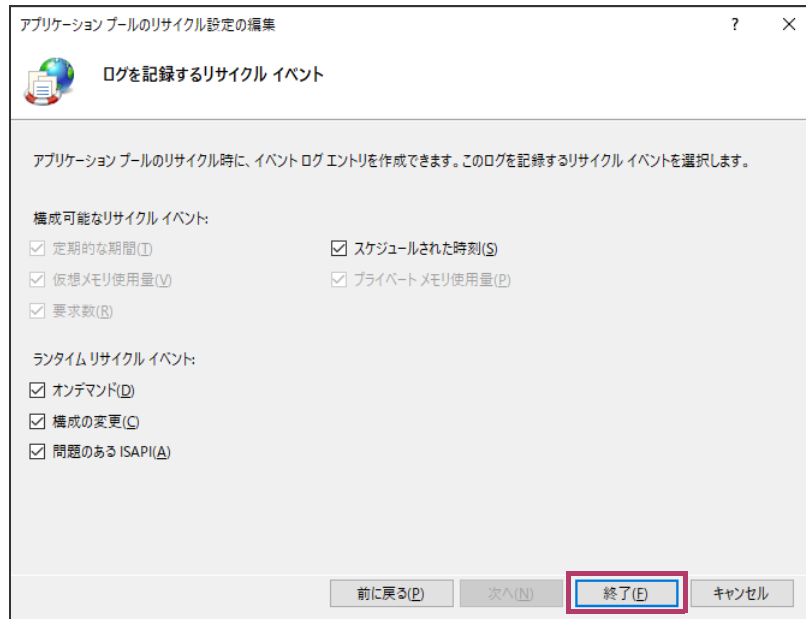 アプリケーション プールのリサイクル設定の編集 ? ×
ログを記録するリサイクル イベント
アプリケーション プールのリサイクル時に、イベント ログ エントリを作成できます。このログを記録するリサイクル イベントを選択します。
構成可能なリサイクル イベント:
定期的な期間(T) スケジュールされた時刻(S)
仮想メモリ使用量(V) プライベート メモリ使用量(P)
要求数(R)
ランタイム リサイクル イベント:
オンデマンド(D)
構成の変更(C)
問題のある ISAPI(A)
前に戻る(P) 次へ(N) 終了(F) キャンセル